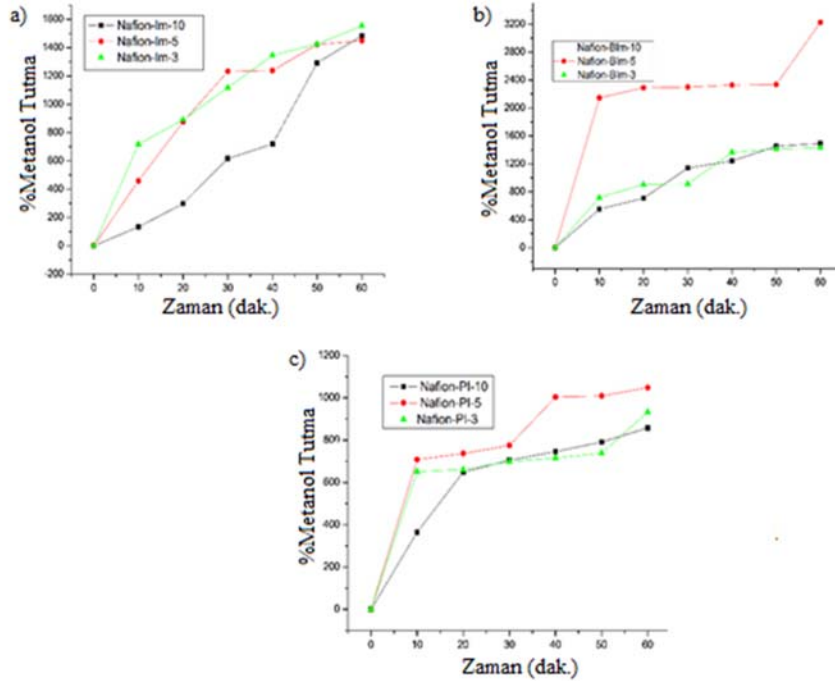 a)
Nafion-Im-10
Nafion-Im-5
Nafion-Im-3
%Metanol Tutma
1600
1400
1200
1000
800
600
400
200
0
-200
0 10 20 30 40 50 60
Zaman (dak.)
b)
Nafion-BIm-10
Nafion-BIm-5
Nafion-BIm-3
%Metanol Tutma
3200
2800
2400
2000
1600
1200
800
400
0
0 10 20 30 40 50 60
Zaman (dak.)
c)
Nafion-PI-10
Nafion-PI-5
Nafion-PI-3
%Metanol Tutma
1200
1000
800
600
400
200
0
0 10 20 30 40 50 60
Zaman (dak.)